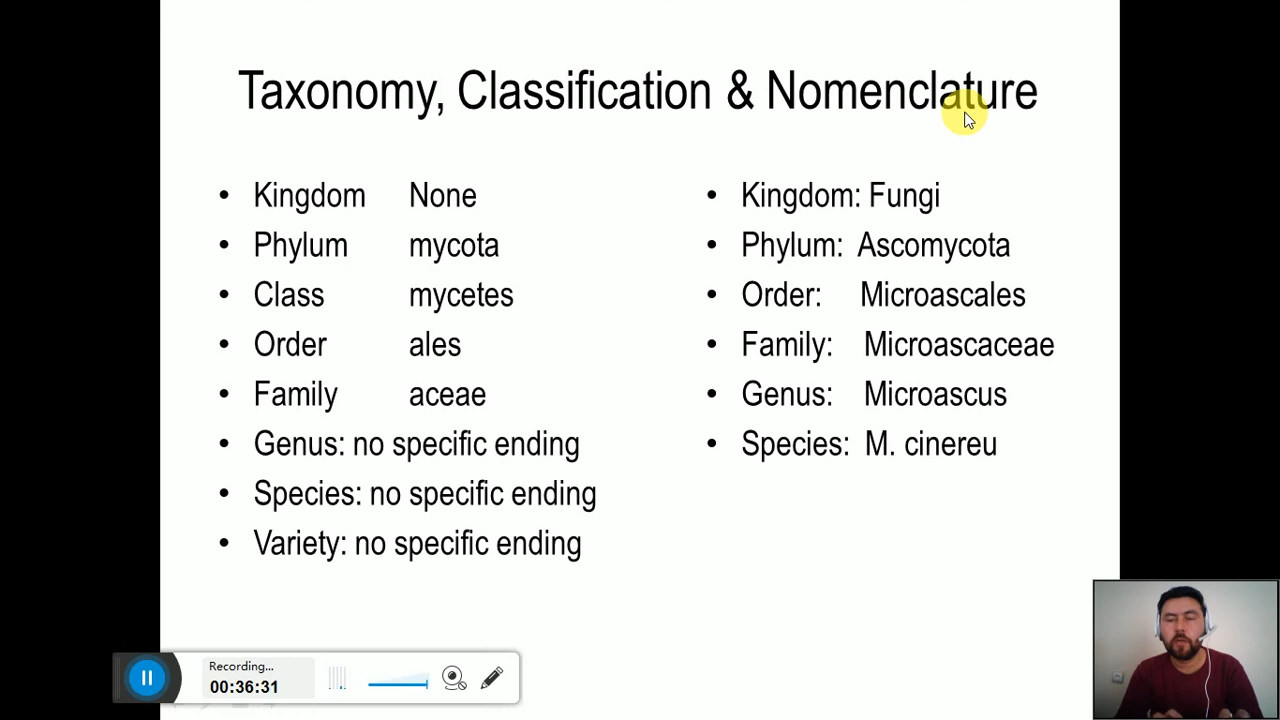 Taxonomy, Classification & Nomenclature
• Kingdom None
• Phylum mycota
• Class mycetes
• Order ales
• Family aceae
• Genus: no specific ending
• Species: no specific ending
• Variety: no specific ending
• Kingdom: Fungi
• Phylum: Ascomycota
• Order: Microascales
• Family: Microascaceae
• Genus: Microascus
• Species: M. cinereu
Recording...
00:36:31